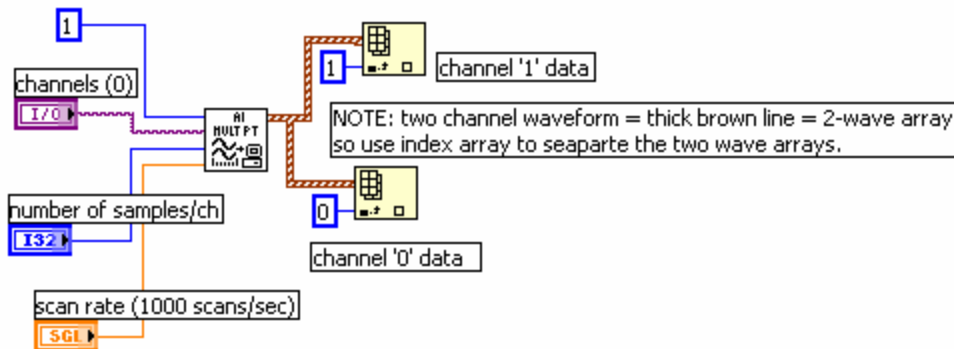 1
channels (0)
I/O
AI
MULT PT
1
channel '1' data
NOTE: two channel waveform = thick brown line = 2-wave array
so use index array to seaparte the two wave arrays.
number of samples/ch
I32
0
channel '0' data
scan rate (1000 scans/sec)
SGL